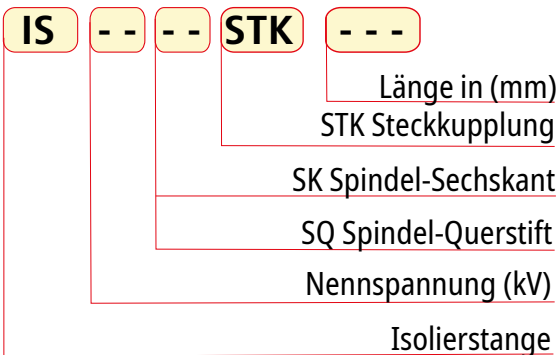 IS -- -- STK ---
Länge in (mm)
STK Steckkupplung
SK Spindel-Sechskant
SQ Spindel-Querstift
Nennspannung (kV)
Isolierstange